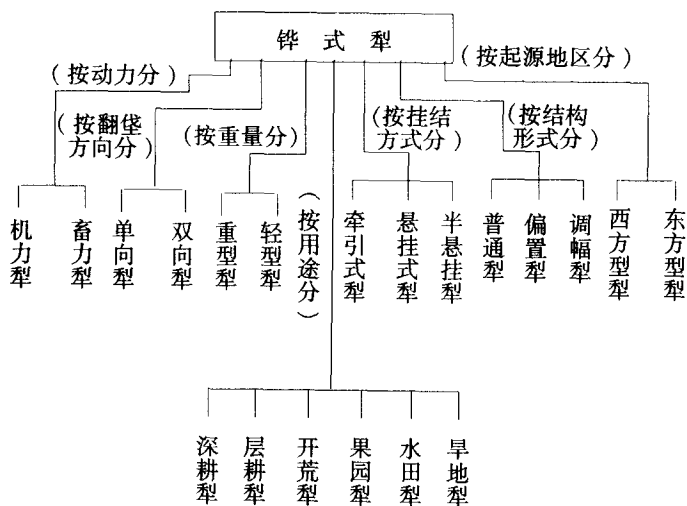 铧式犁
(按动力分)
(按翻垡方向分)
(按重量分)
(按用途分)
(按挂结方式分)
(按结构形式分)
(按起源地区分)
机力犁
畜力犁
单向犁
双向犁
重型犁
轻型犁
牵引式犁
悬挂式犁
半悬挂犁
普通犁
偏置犁
调幅犁
西方型犁
东方型犁
深耕犁
层耕犁
开荒犁
果园犁
水田犁
旱地犁